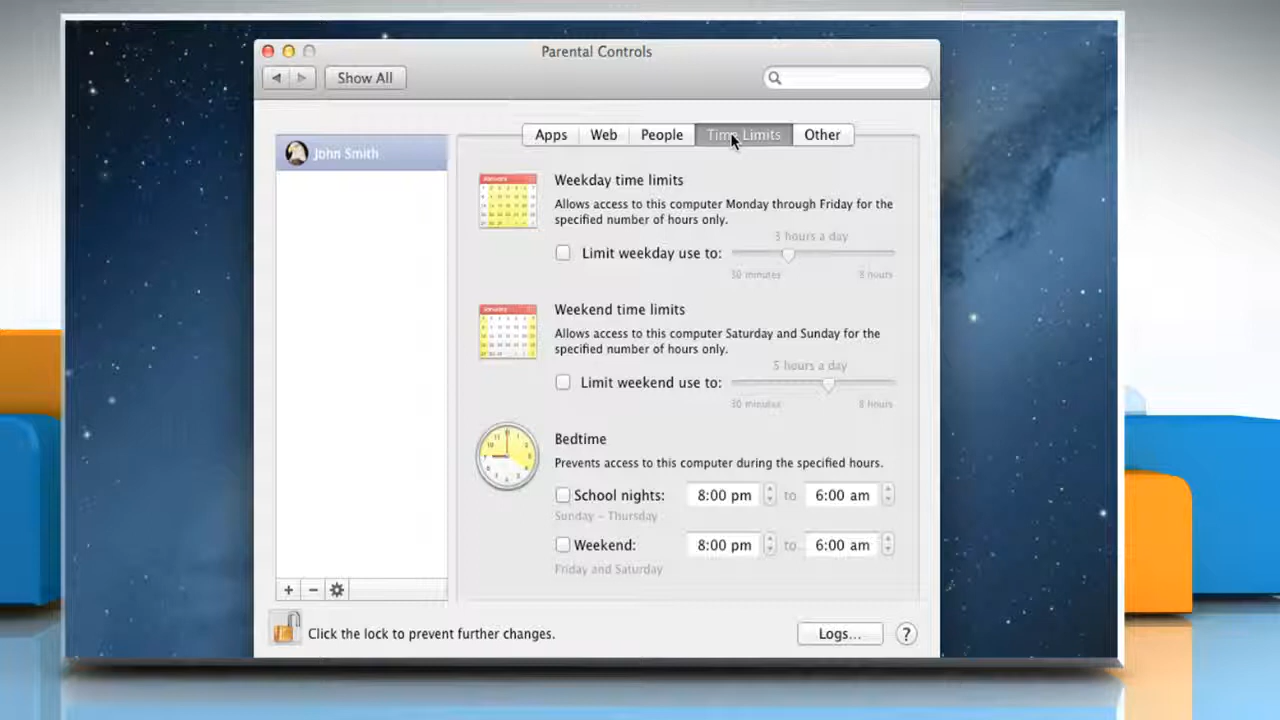 Parental Controls
Show All
Apps Web People Time Limits Other
John Smith
Weekday time limits
Allows access to this computer Monday through Friday for the
specified number of hours only.
3 hours a day
Limit weekday use to:
30 minutes 8 hours
Weekend time limits
Allows access to this computer Saturday and Sunday for the
specified number of hours only.
5 hours a day
Limit weekend use to:
30 minutes 8 hours
Bedtime
Prevents access to this computer during the specified hours.
School nights: 8:00 pm to 6:00 am
Sunday – Thursday
Weekend: 8:00 pm to 6:00 am
Friday and Saturday
Click the lock to prevent further changes.
Logs... ?